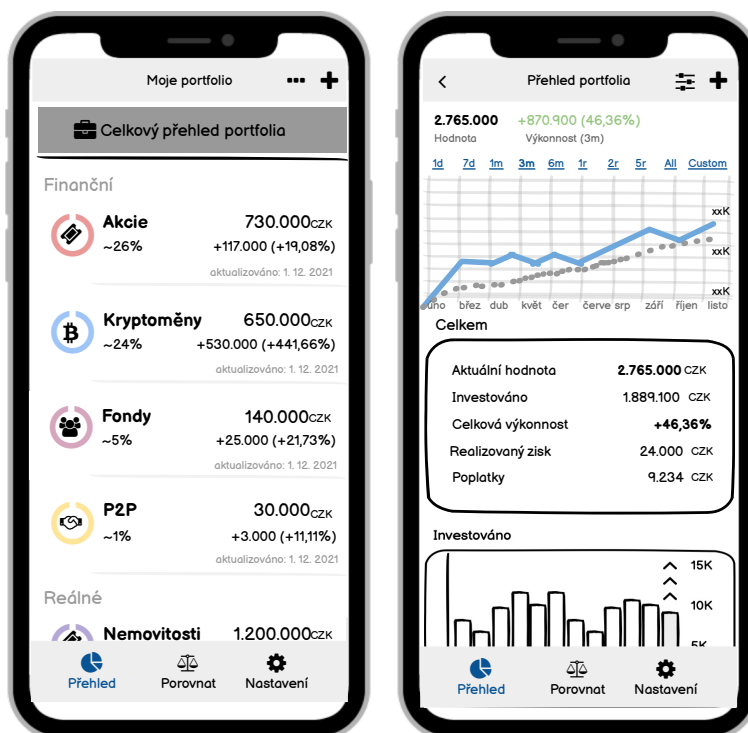 Moje portfolio
Celkový přehled portfolia
Finanční
Akcie 730.000CZK
~26% +117.000 (+19,08%)
aktualizováno: 1. 12. 2021
Kryptoměny 650.000CZK
~24% +530.000 (+441,66%)
aktualizováno: 1. 12. 2021
Fondy 140.000CZK
~5% +25.000 (+21,73%)
aktualizováno: 1. 12. 2021
P2P 30.000CZK
~1% +3.000 (+11,11%)
aktualizováno: 1. 12. 2021
Reálné
Nemovitosti 1.200.000CZK
Přehled Porovnat Nastavení
Přehled portfolia
2.765.000 +870.900 (46,36%)
Hodnota Výkonnost (3m)
1d 7d 1m 3m 6m 1r 2r 5r All Custom
xxK
xxK
xxK
úno břez dub květ čer červe srp září říjen listo
Celkem
Aktuální hodnota 2.765.000 CZK
Investováno 1.889.100 CZK
Celková výkonnost +46,36%
Realizovaný zisk 24.000 CZK
Poplatky 9.234 CZK
Investováno
15K
10K
5K
Přehled Porovnat Nastavení